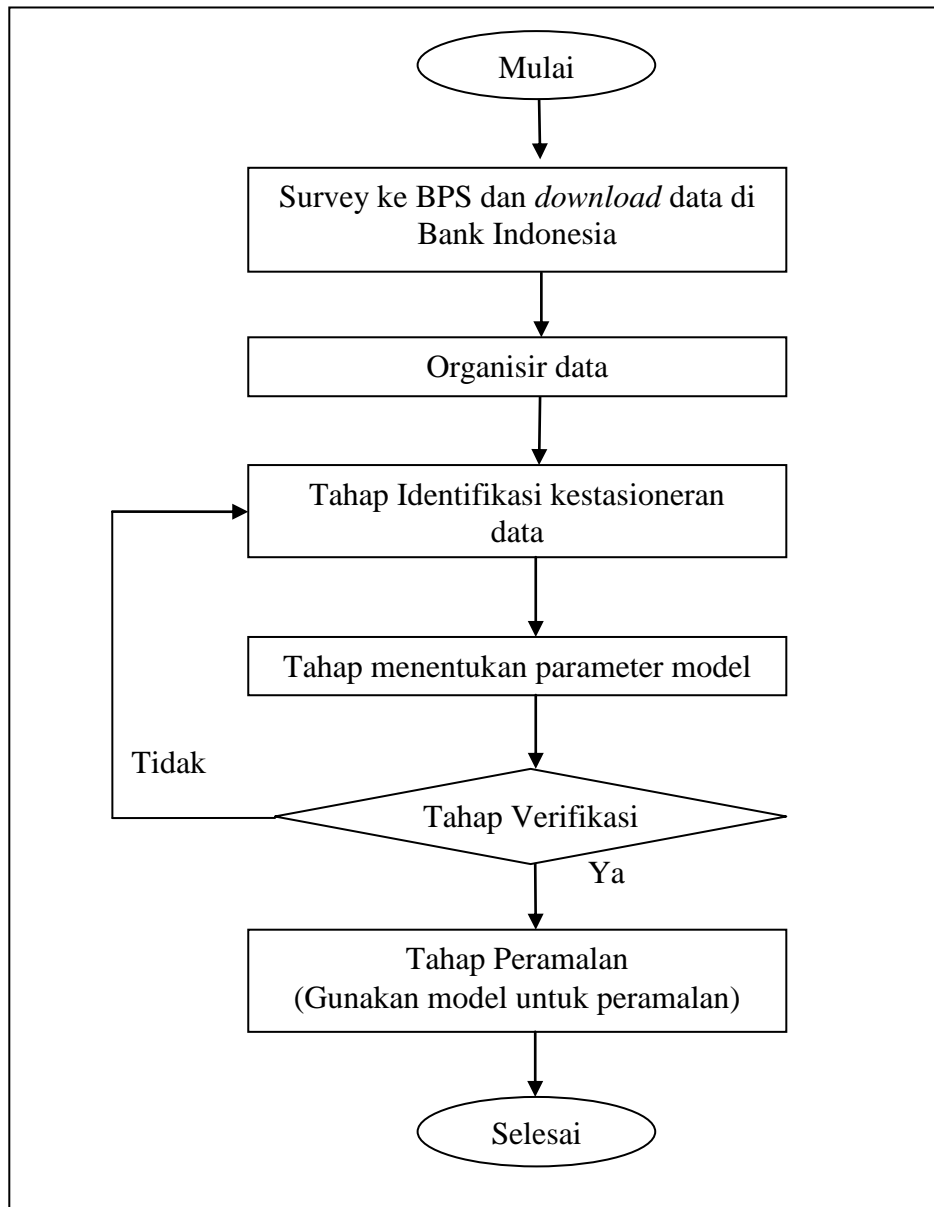 Mulai
Survey ke BPS dan download data di
Bank Indonesia
Organisir data
Tahap Identifikasi kestasioneran
data
Tahap menentukan parameter model
Tidak
Tahap Verifikasi
Ya
Tahap Peramalan
(Gunakan model untuk peramalan)
Selesai